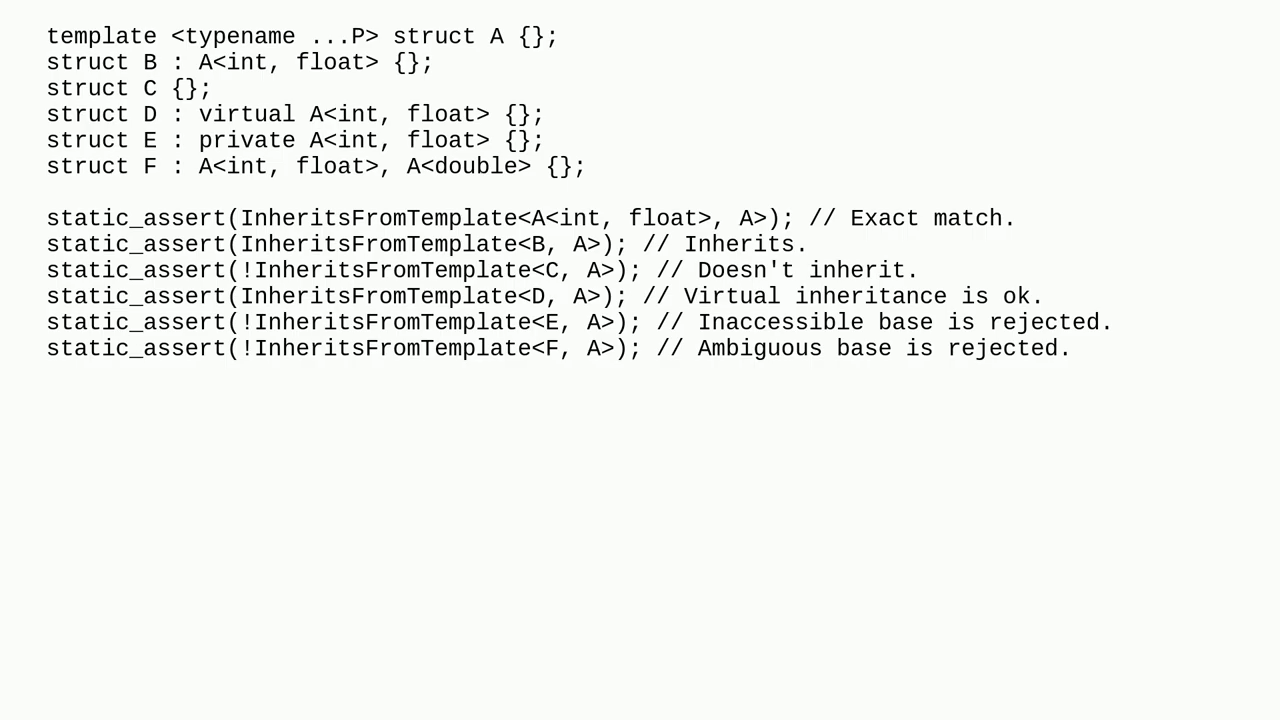 template <typename ...P> struct A {};
struct B : A<int, float> {};
struct C {};
struct D : virtual A<int, float> {};
struct E : private A<int, float> {};
struct F : A<int, float>, A<double> {};

static_assert(InheritsFromTemplate<A<int, float>, A>); // Exact match.
static_assert(InheritsFromTemplate<B, A>); // Inherits.
static_assert(!InheritsFromTemplate<C, A>); // Doesn't inherit.
static_assert(InheritsFromTemplate<D, A>); // Virtual inheritance is ok.
static_assert(!InheritsFromTemplate<E, A>); // Inaccessible base is rejected.
static_assert(!InheritsFromTemplate<F, A>); // Ambiguous base is rejected.